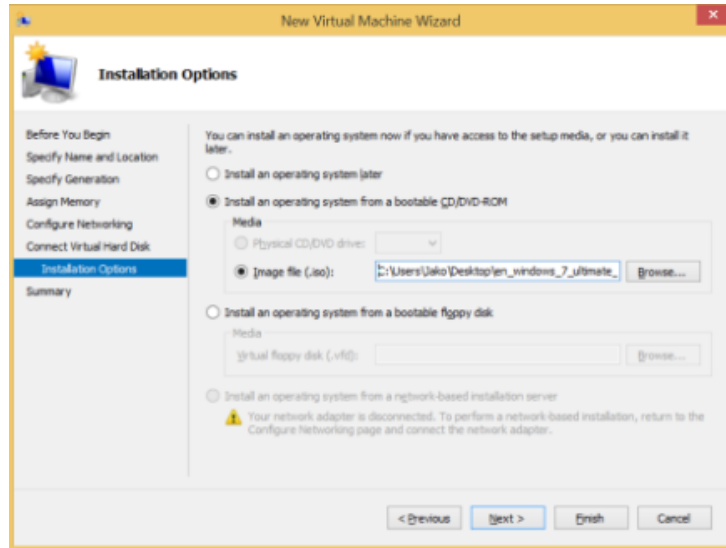 New Virtual Machine Wizard
Installation Options
Before You Begin
Specify Name and Location
Specify Generation
Assign Memory
Configure Networking
Connect Virtual Hard Disk
Installation Options
Summary
You can install an operating system now if you have access to the setup media, or you can install it
later.
Install an operating system later
Install an operating system from a bootable CD/DVD-ROM
Media
Physical CD/DVD drive:
Image file (.iso):
C:\Users\Jako\Desktop\en_windows_7_ultimate_
Browse...
Install an operating system from a bootable floppy disk
Media
Virtual floppy disk (.vfd):
Browse...
Install an operating system from a network-based installation server
Your network adapter is disconnected. To perform a network-based installation, return to the
Configure Networking page and connect the network adapter.
< Previous
Next >
Finish
Cancel